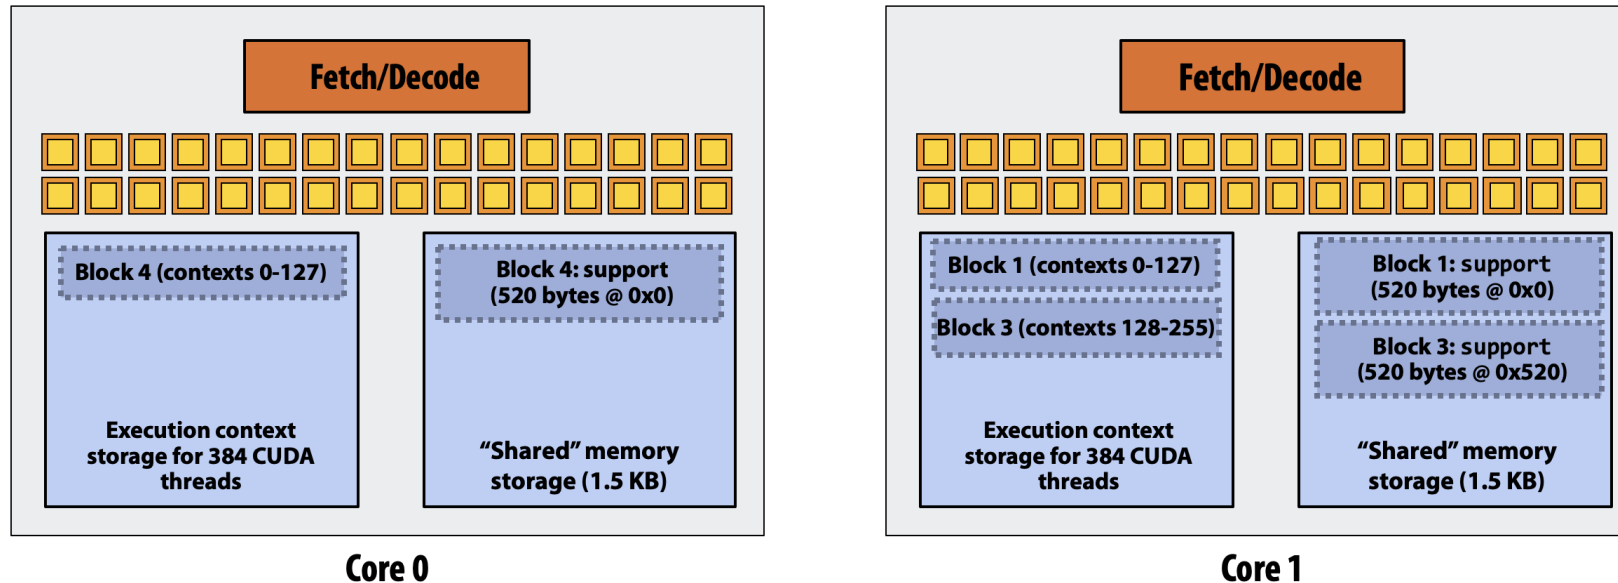 Fetch/Decode
Block 4 (contexts 0-127)
Block 4: support
(520 bytes @ 0x0)
Execution context
storage for 384 CUDA
threads
“Shared” memory
storage (1.5 KB)
Core 0
Fetch/Decode
Block 1 (contexts 0-127)
Block 3 (contexts 128-255)
Block 1: support
(520 bytes @ 0x0)
Block 3: support
(520 bytes @ 0x520)
Execution context
storage for 384 CUDA
threads
“Shared” memory
storage (1.5 KB)
Core 1